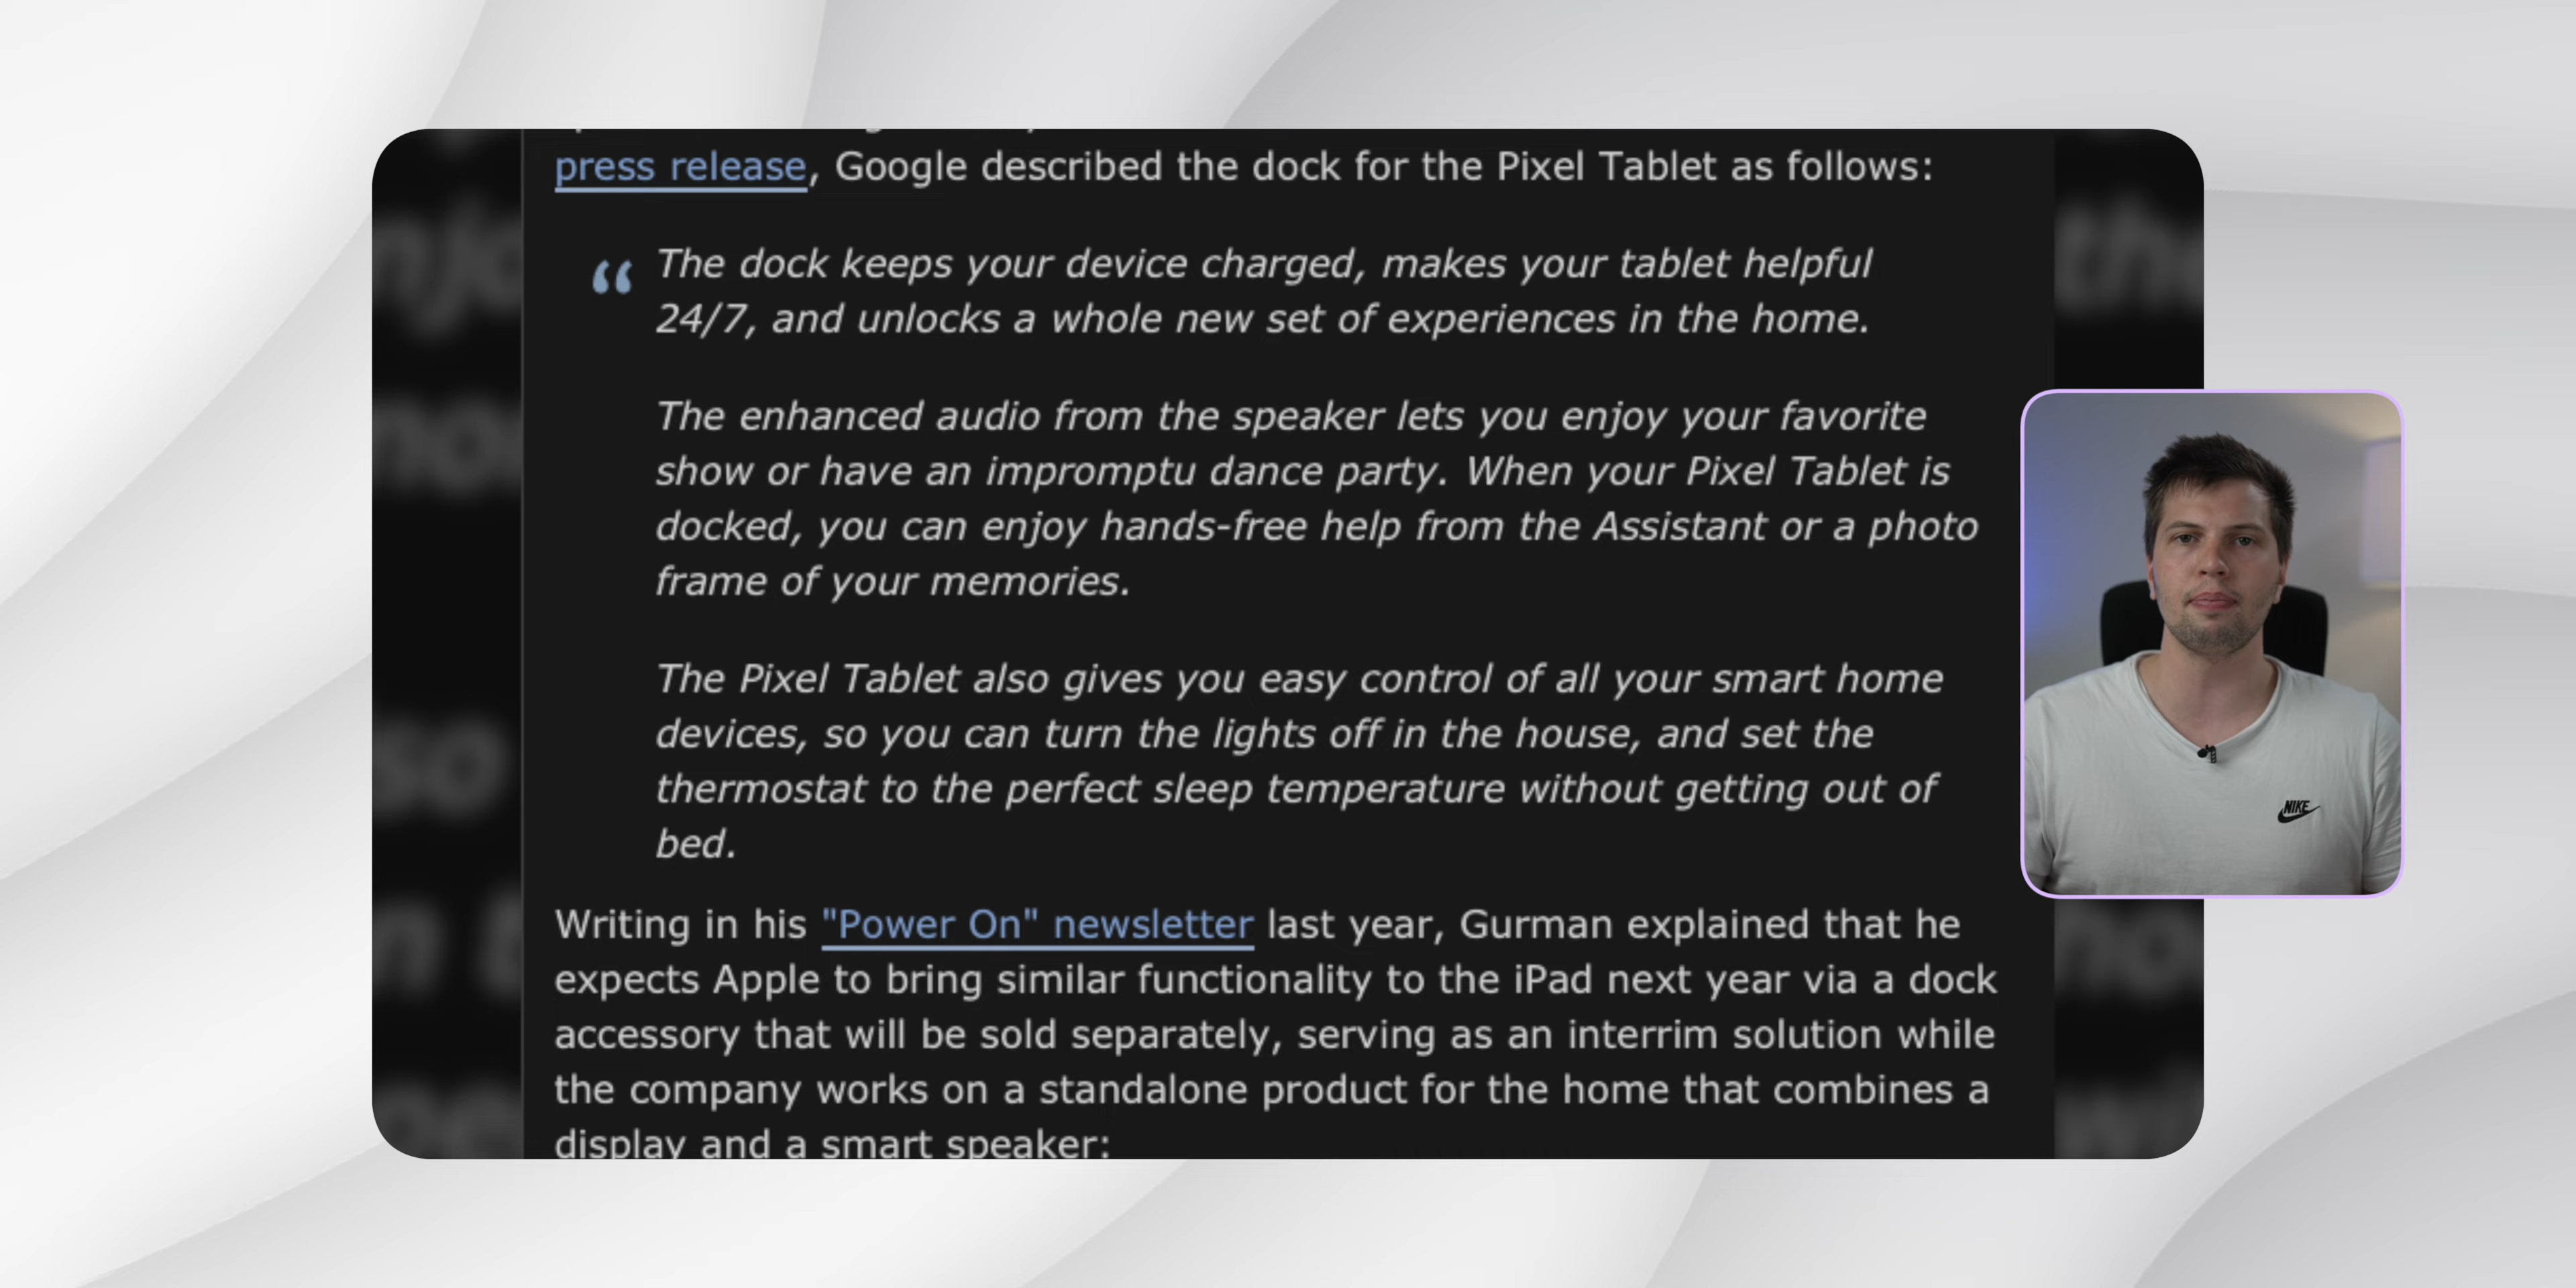 press release, Google described the dock for the Pixel Tablet as follows:
“ The dock keeps your device charged, makes your tablet helpful
24/7, and unlocks a whole new set of experiences in the home.
The enhanced audio from the speaker lets you enjoy your favorite
show or have an impromptu dance party. When your Pixel Tablet is
docked, you can enjoy hands-free help from the Assistant or a photo
frame of your memories.
The Pixel Tablet also gives you easy control of all your smart home
devices, so you can turn the lights off in the house, and set the
thermostat to the perfect sleep temperature without getting out of
bed.
Writing in his "Power On" newsletter last year, Gurman explained that he
expects Apple to bring similar functionality to the iPad next year via a dock
accessory that will be sold separately, serving as an interrim solution while
the company works on a standalone product for the home that combines a
display and a smart speaker:
NIKE